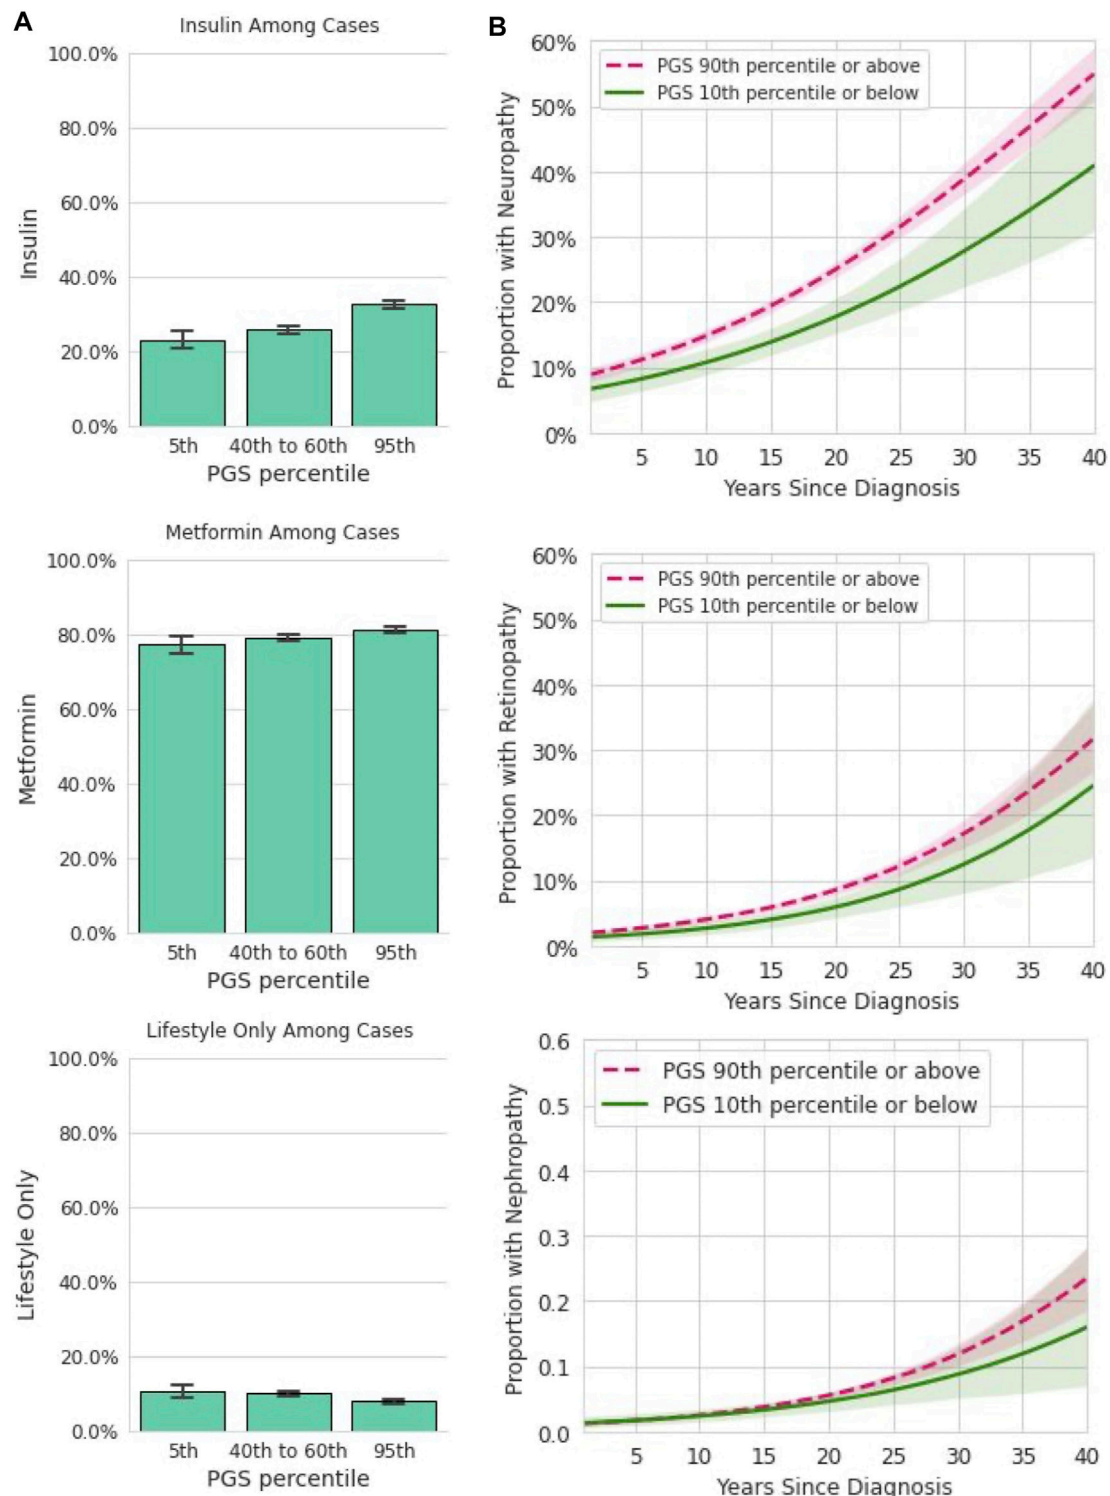 A
Insulin Among Cases
100.0%
80.0%
60.0%
40.0%
20.0%
0.0%
Insulin
5th 40th to 60th 95th
PGS percentile
Metformin Among Cases
100.0%
80.0%
60.0%
40.0%
20.0%
0.0%
Metformin
5th 40th to 60th 95th
PGS percentile
Lifestyle Only Among Cases
100.0%
80.0%
60.0%
40.0%
20.0%
0.0%
Lifestyle Only
5th 40th to 60th 95th
PGS percentile
B
60%
50%
40%
30%
20%
10%
0%
Proportion with Neuropathy
PGS 90th percentile or above
PGS 10th percentile or below
5 10 15 20 25 30 35 40
Years Since Diagnosis
60%
50%
40%
30%
20%
10%
0%
Proportion with Retinopathy
PGS 90th percentile or above
PGS 10th percentile or below
5 10 15 20 25 30 35 40
Years Since Diagnosis
0.6
0.5
0.4
0.3
0.2
0.1
0.0
Proportion with Nephropathy
PGS 90th percentile or above
PGS 10th percentile or below
5 10 15 20 25 30 35 40
Years Since Diagnosis